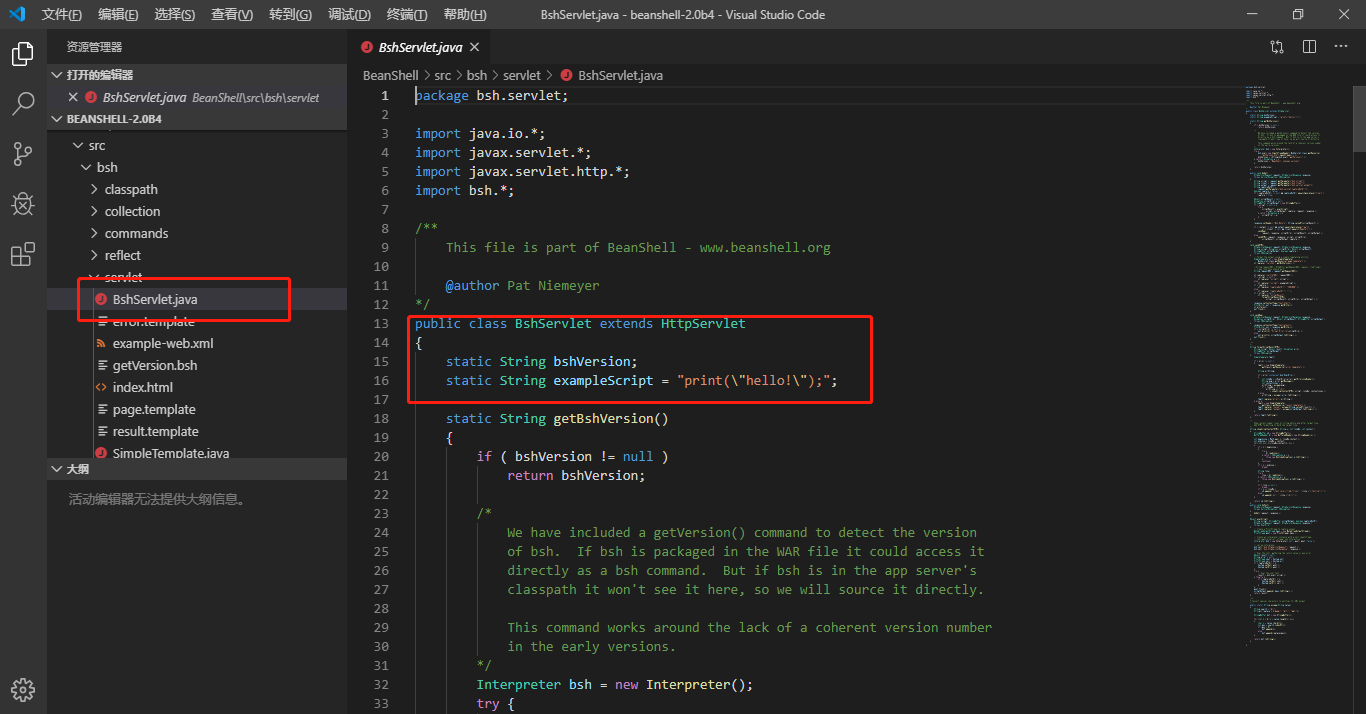 文件(F) 编辑(E) 选择(S) 查看(V) 转到(G) 调试(D) 终端(T) 帮助(H) BshServlet.java - beanshell-2.0b4 - Visual Studio Code
资源管理器
打开的编辑器
BshServlet.java BeanShell\src\bsh\servlet
BEANSHELL-2.0B4
src
bsh
classpath
collection
commands
reflect
servlet
BshServlet.java
error.template
example-web.xml
getVersion.bsh
index.html
page.template
result.template
SimpleTemplate.java
大纲
活动编辑器无法提供大纲信息。
BshServlet.java
BeanShell > src > bsh > servlet > BshServlet.java
1 package bsh.servlet;
2
3 import java.io.*;
4 import javax.servlet.*;
5 import javax.servlet.http.*;
6 import bsh.*;
7
8 /**
9 This file is part of BeanShell - www.beanshell.org
10
11 @author Pat Niemeyer
12 */
13 public class BshServlet extends HttpServlet
14 {
15 static String bshVersion;
16 static String exampleScript = "print(\"hello!\");";
17
18 static String getBshVersion()
19 {
20 if ( bshVersion != null )
21 return bshVersion;
22
23 /*
24 We have included a getVersion() command to detect the version
25 of bsh. If bsh is packaged in the WAR file it could access it
26 directly as a bsh command. But if bsh is in the app server's
27 classpath it won't see it here, so we will source it directly.
28
29 This command works around the lack of a coherent version number
30 in the early versions.
31 */
32 Interpreter bsh = new Interpreter();
33 try {